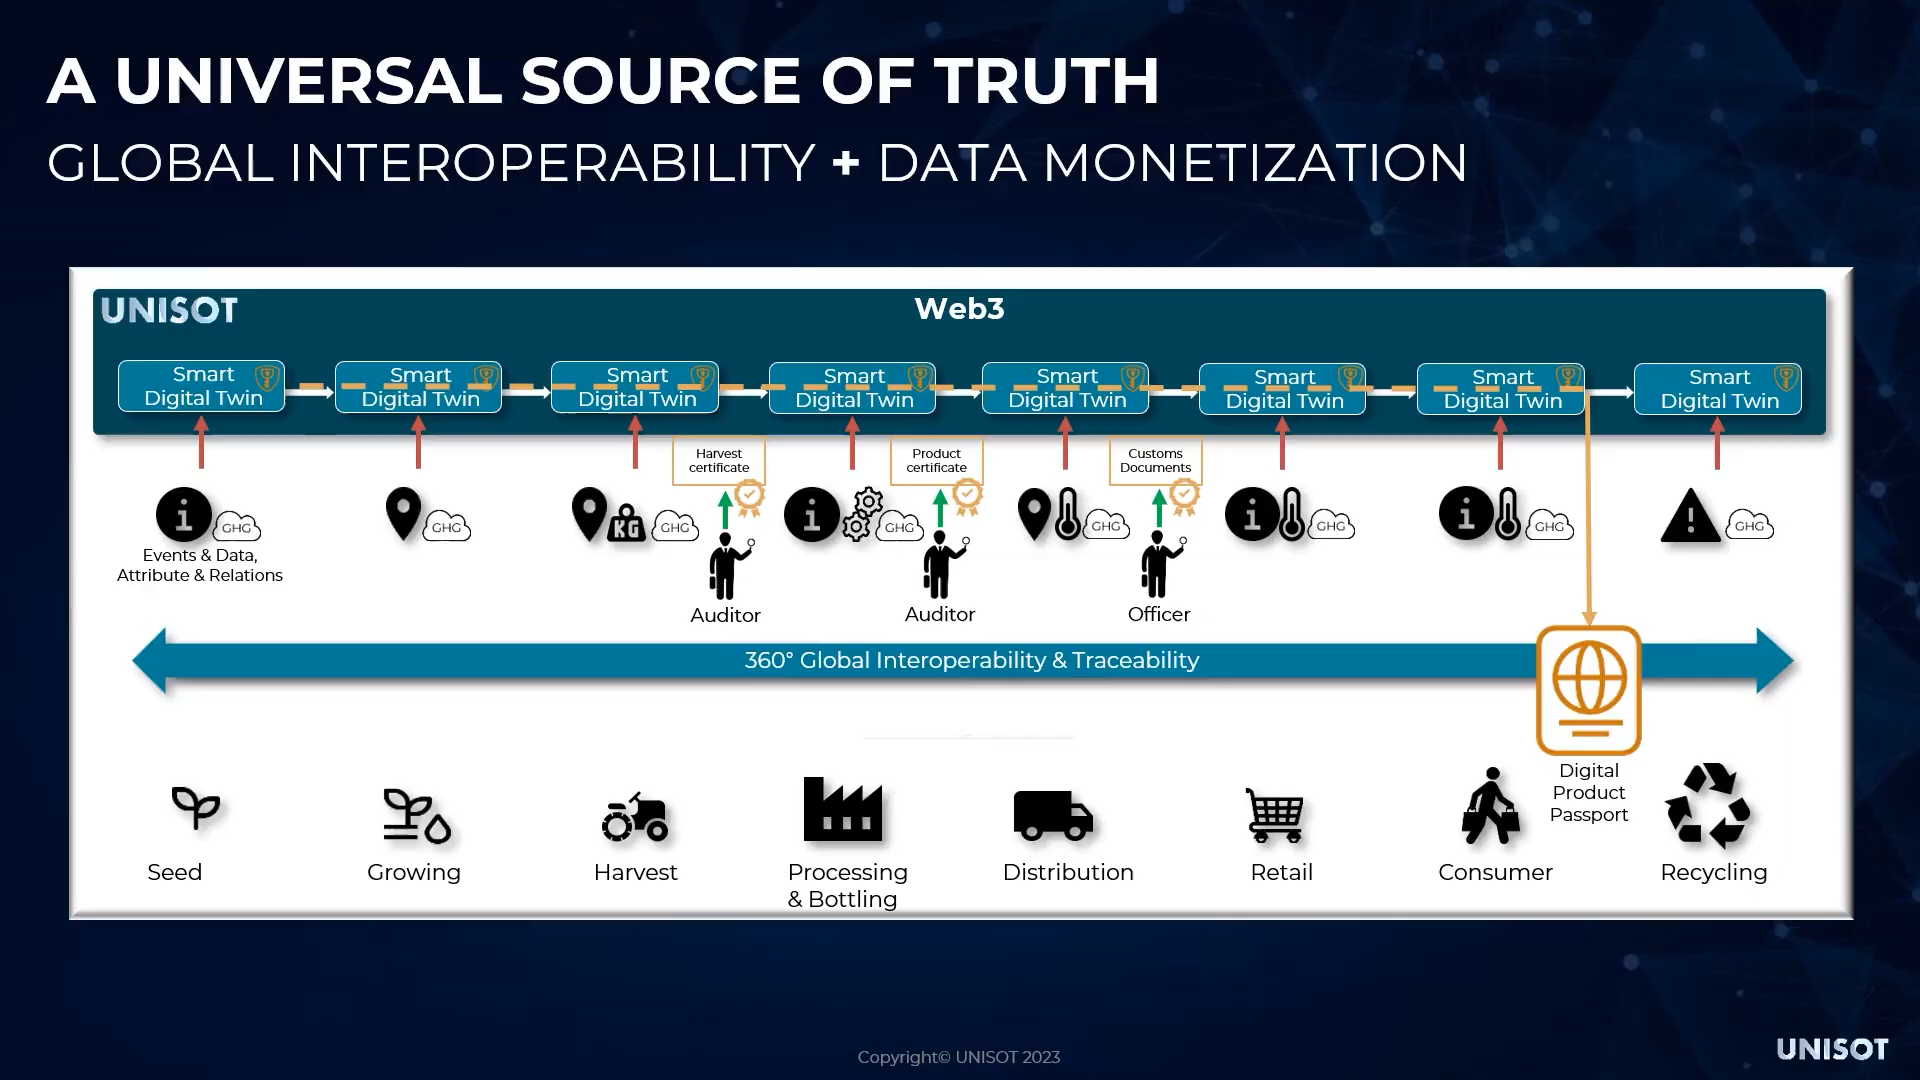 A UNIVERSAL SOURCE OF TRUTH
GLOBAL INTEROPERABILITY + DATA MONETIZATION
UNISOT
Web3
Smart
Digital Twin
Smart
Digital Twin
Smart
Digital Twin
Smart
Digital Twin
Smart
Digital Twin
Smart
Digital Twin
Smart
Digital Twin
Smart
Digital Twin
Harvest
certificate
Product
certificate
Customs
Documents
GHG
GHG
KG
GHG
GHG
GHG
GHG
GHG
GHG
Events & Data,
Attribute & Relations
Auditor
Auditor
Officer
360° Global Interoperability & Traceability
Digital
Product
Passport
Seed
Growing
Harvest
Processing
& Bottling
Distribution
Retail
Consumer
Recycling
Copyright© UNISOT 2023
UNISOT